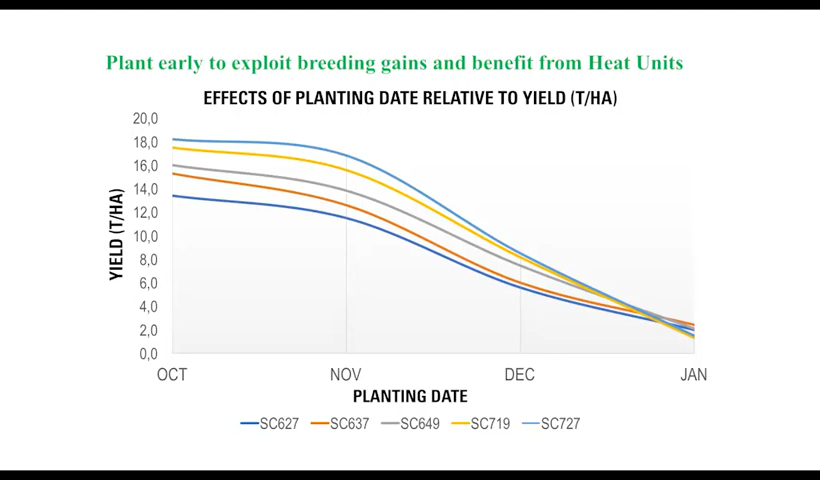 Plant early to exploit breeding gains and benefit from Heat Units
EFFECTS OF PLANTING DATE RELATIVE TO YIELD (T/HA)
20,0
18,0
16,0
14,0
12,0
10,0
8,0
6,0
4,0
2,0
0,0
YIELD (T/HA)
OCT NOV DEC JAN
PLANTING DATE
SC627 SC637 SC649 SC719 SC727